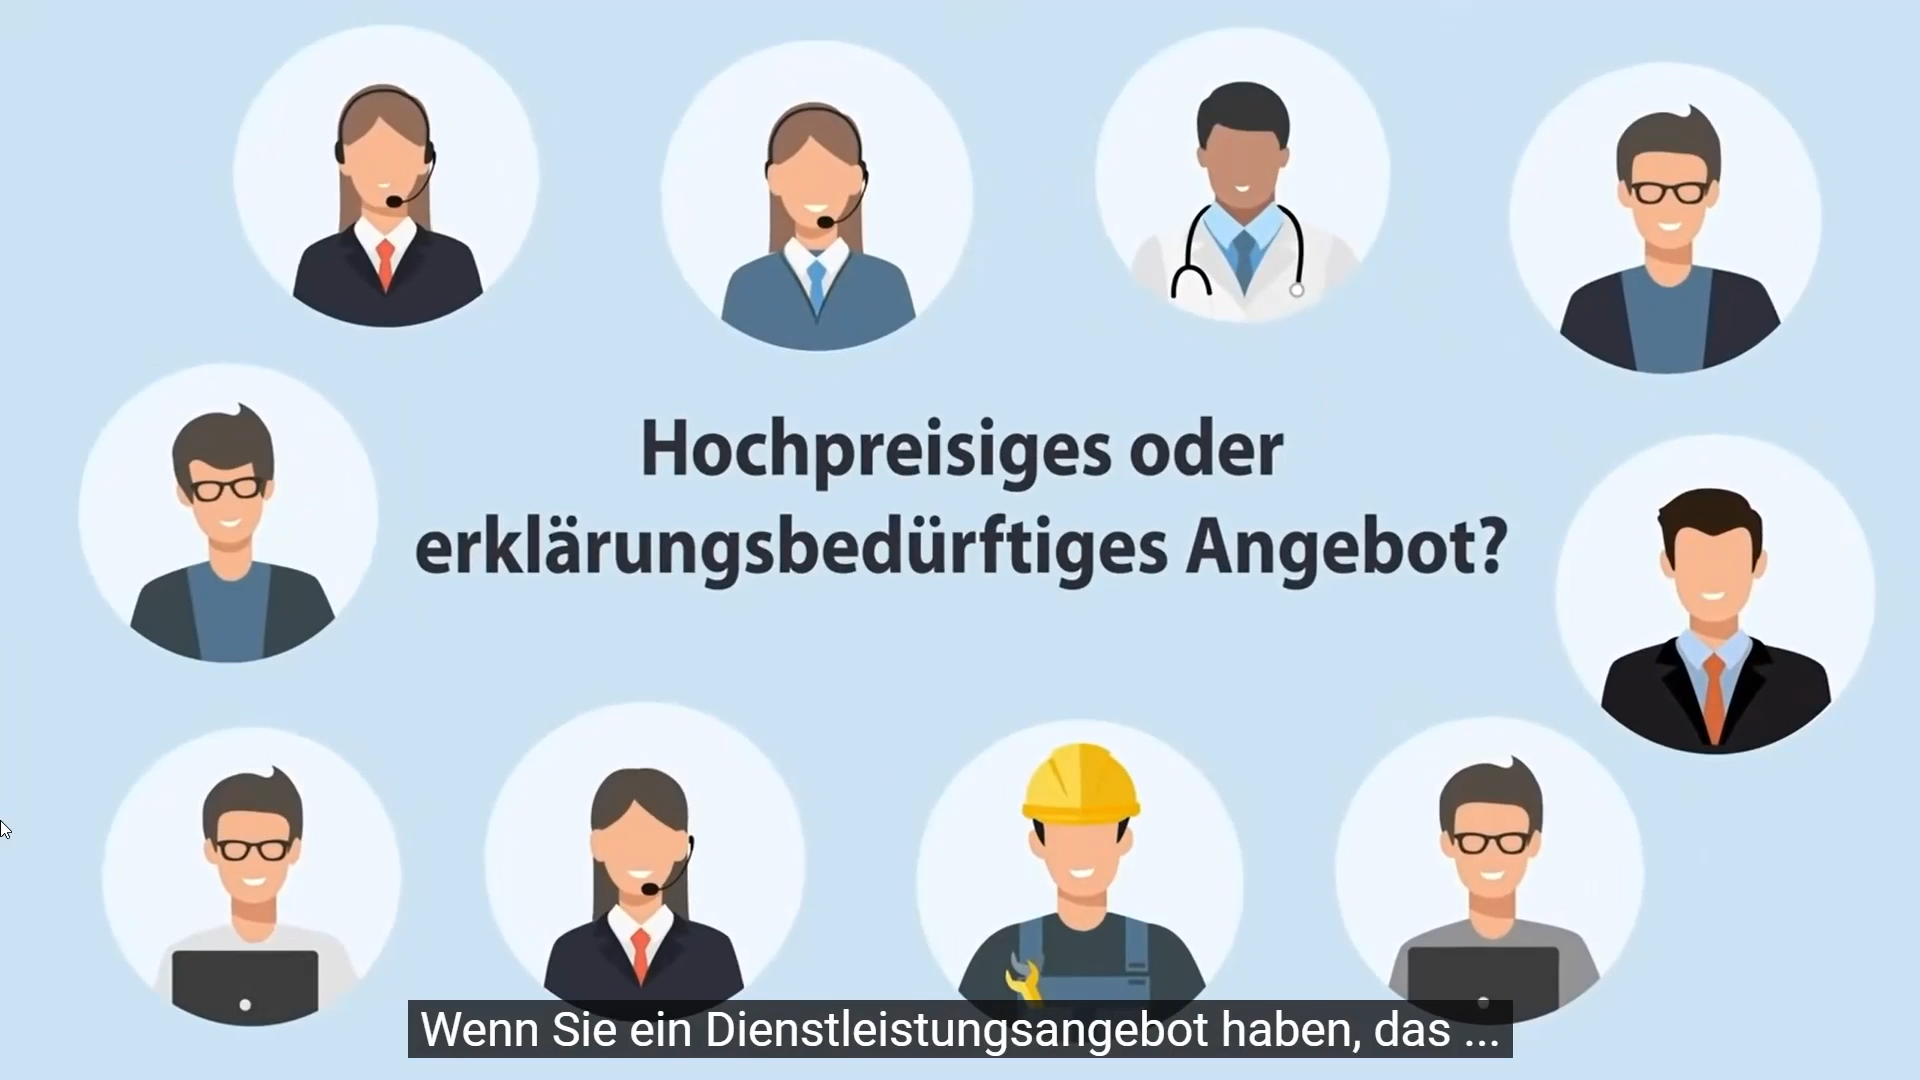 Hochpreisiges oder
erklärungsbedürftiges Angebot?
Wenn Sie ein Dienstleistungsangebot haben, das ...